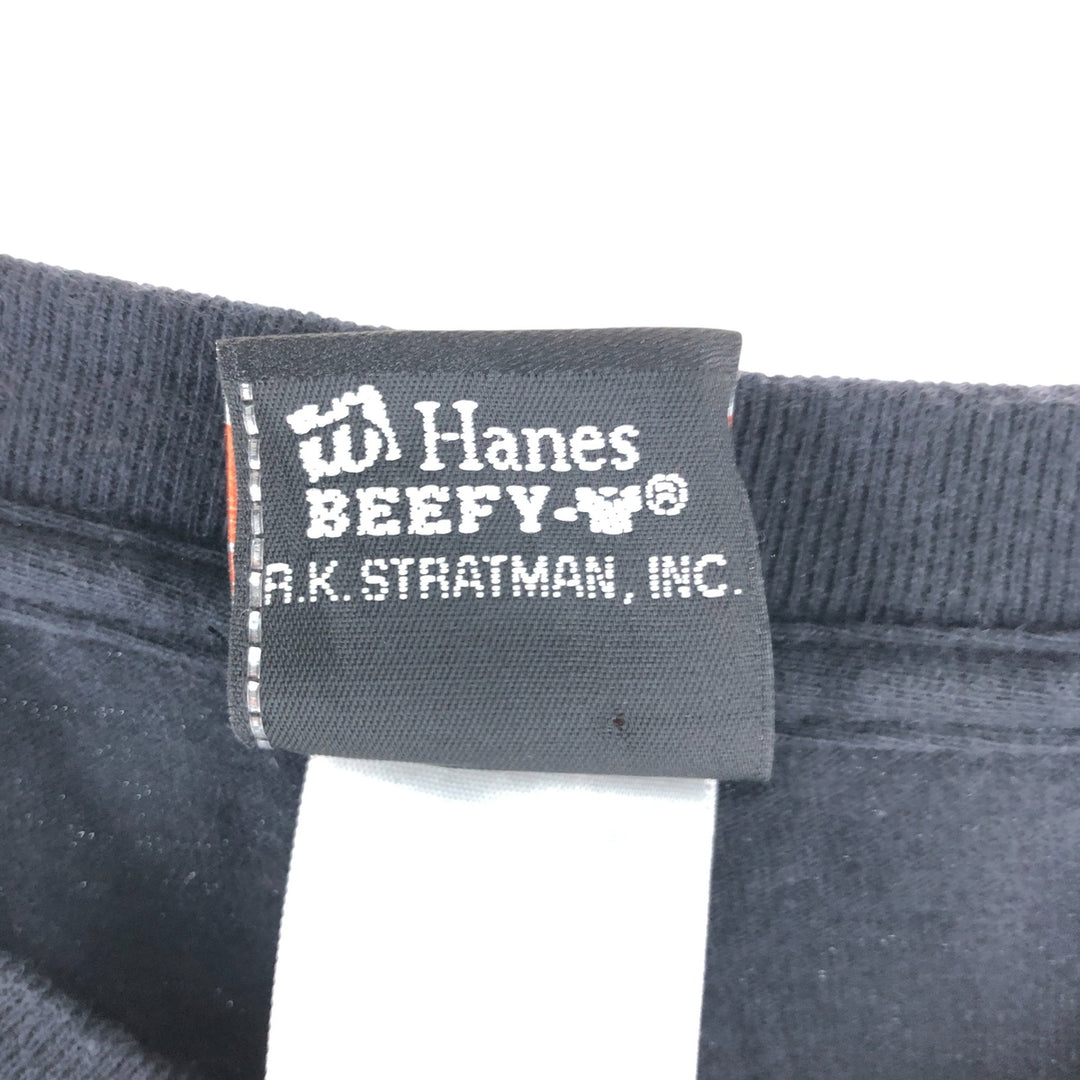 Hanes
BEEFY-T®
R.K. STRATMAN, INC.